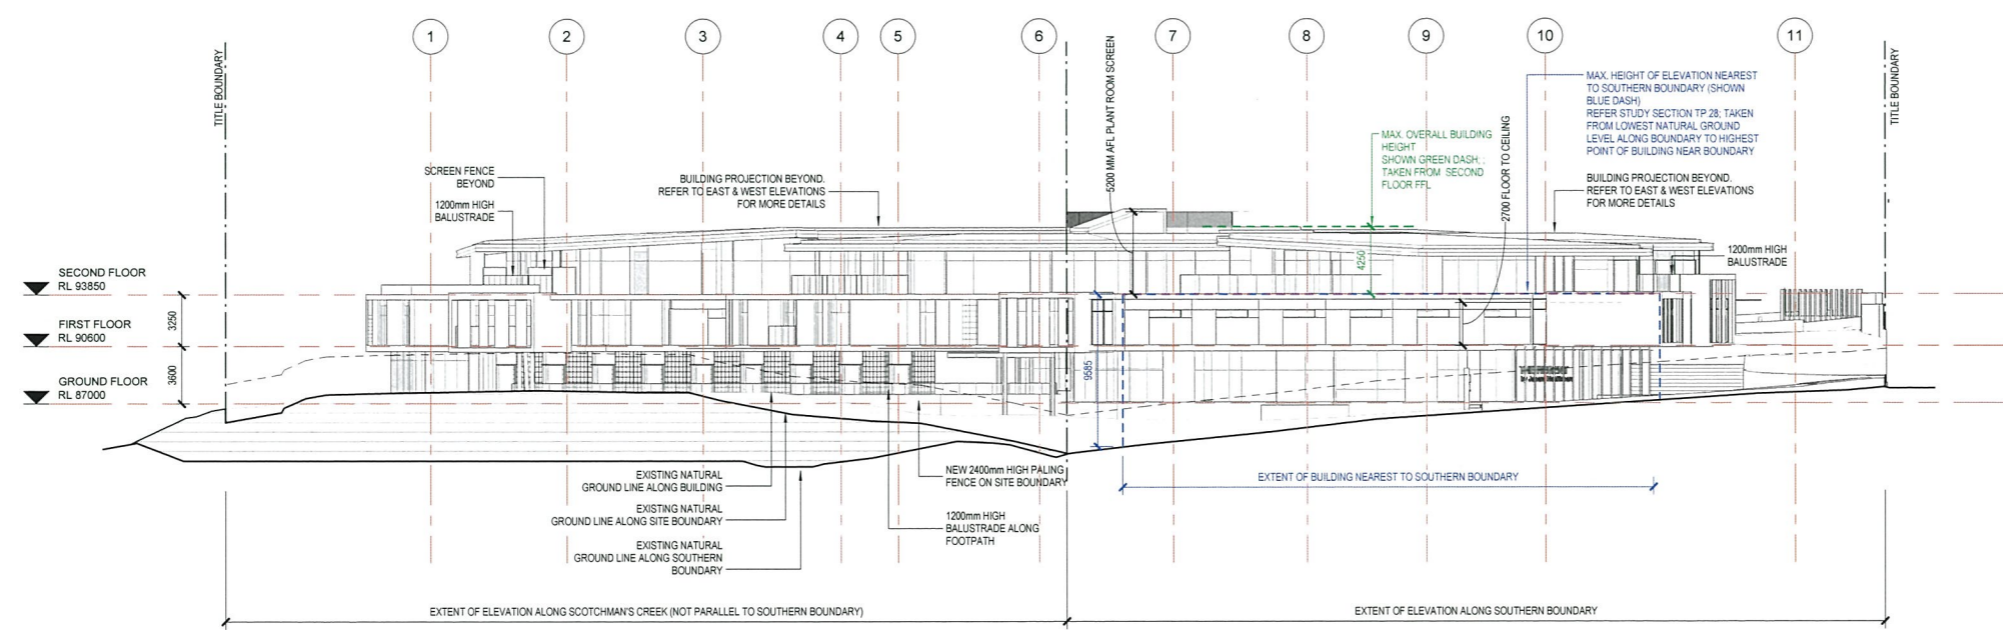 1
2
3
4
5
6
7
8
9
10
11
TITLE BOUNDARY
5200 MM AFL PLANT ROOM SCREEN
2700 FLOOR TO CEILING
TITLE BOUNDARY
MAX. HEIGHT OF ELEVATION NEAREST
TO SOUTHERN BOUNDARY (SHOWN
BLUE DASH)
REFER STUDY SECTION TP 28; TAKEN
FROM LOWEST NATURAL GROUND
LEVEL ALONG BOUNDARY TO HIGHEST
POINT OF BUILDING NEAR BOUNDARY
MAX. OVERALL BUILDING
HEIGHT
SHOWN GREEN DASH; :
TAKEN FROM SECOND
FLOOR FFL
SCREEN FENCE
BEYOND
1200mm HIGH
BALUSTRADE
BUILDING PROJECTION BEYOND.
REFER TO EAST & WEST ELEVATIONS
FOR MORE DETAILS
BUILDING PROJECTION BEYOND.
REFER TO EAST & WEST ELEVATIONS
FOR MORE DETAILS
1200mm HIGH
BALUSTRADE
4250
SECOND FLOOR
RL 93850
3250
FIRST FLOOR
RL 90600
3600
GROUND FLOOR
RL 87000
9585
EXISTING NATURAL
GROUND LINE ALONG BUILDING
EXISTING NATURAL
GROUND LINE ALONG SITE BOUNDARY
EXISTING NATURAL
GROUND LINE ALONG SOUTHERN
BOUNDARY
NEW 2400mm HIGH PALING
FENCE ON SITE BOUNDARY
1200mm HIGH
BALUSTRADE ALONG
FOOTPATH
EXTENT OF BUILDING NEAREST TO SOUTHERN BOUNDARY
EXTENT OF ELEVATION ALONG SCOTCHMAN'S CREEK (NOT PARALLEL TO SOUTHERN BOUNDARY)
EXTENT OF ELEVATION ALONG SOUTHERN BOUNDARY